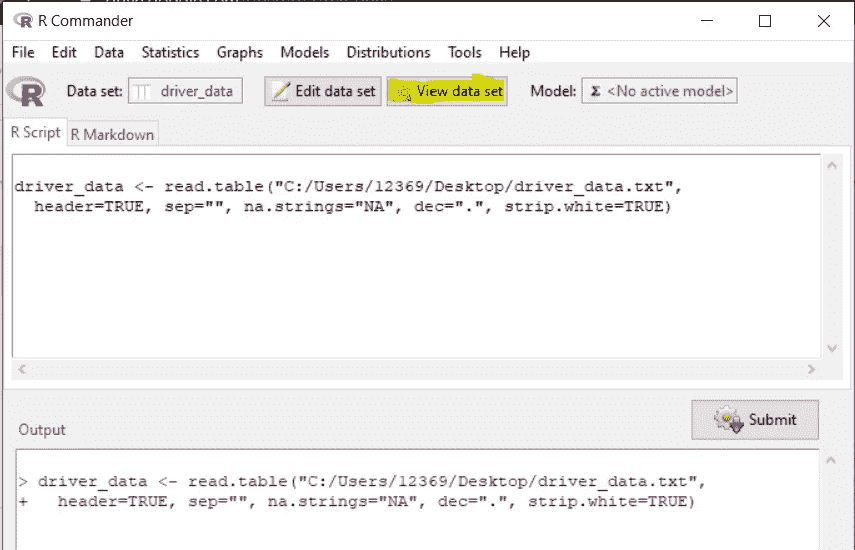 R Commander
File Edit Data Statistics Graphs Models Distributions Tools Help
R Data set: driver_data Edit data set View data set Model: Σ <No active model>
R Script R Markdown
driver_data <- read.table("C:/Users/12369/Desktop/driver_data.txt",
header=TRUE, sep="", na.strings="NA", dec=".", strip.white=TRUE)
Submit
Output
> driver_data <- read.table("C:/Users/12369/Desktop/driver_data.txt",
+ header=TRUE, sep="", na.strings="NA", dec=".", strip.white=TRUE)